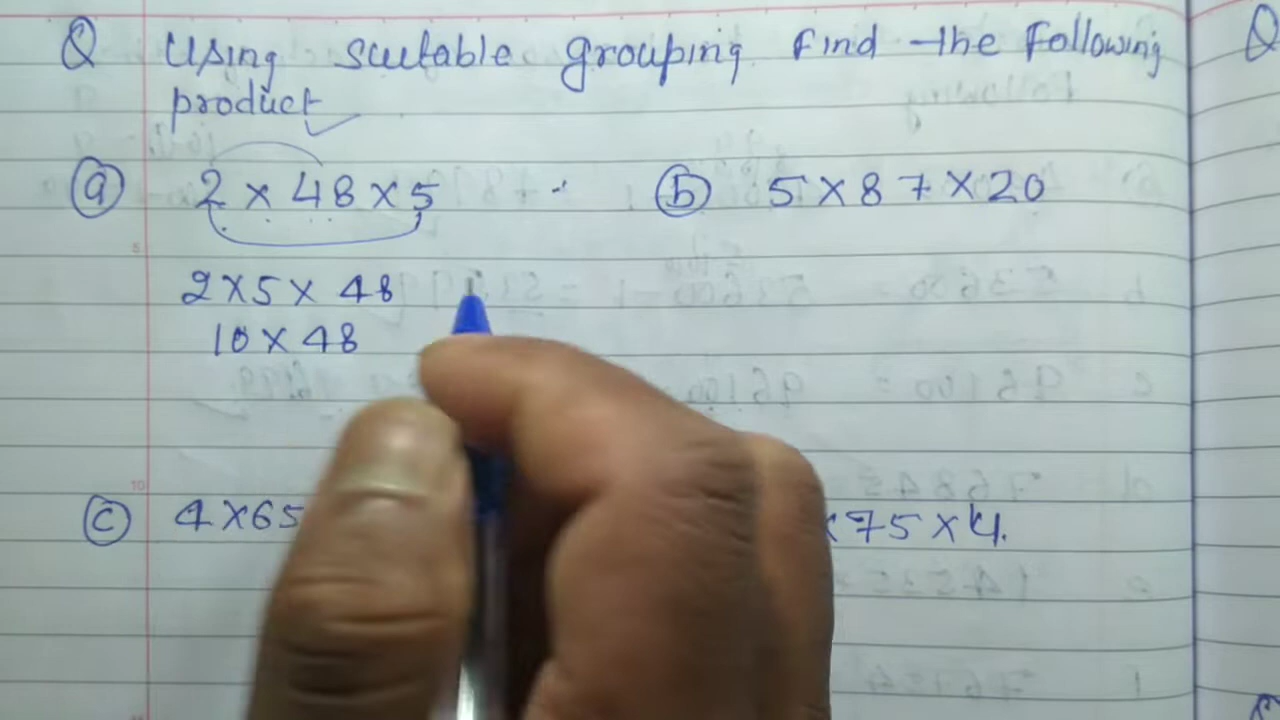 Q Using suitable grouping find the following
product
(a) 2 × 48 × 5
(b) 5 × 87 × 20
2 × 5 × 48
10 × 48
(c) 4 × 65
75 × 4.